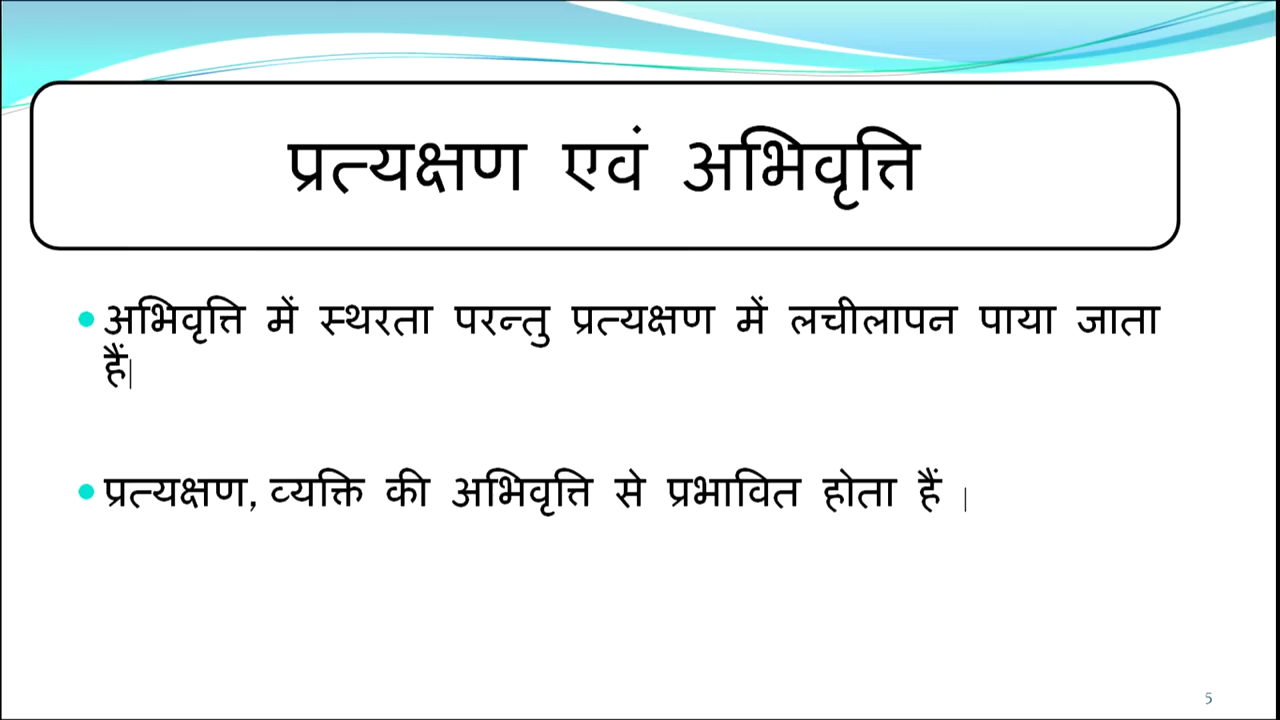 प्रत्यक्षण एवं अभिवृत्ति
•अभिवृत्ति में स्थरता परन्तु प्रत्यक्षण में लचीलापन पाया जाता
हैं|
•प्रत्यक्षण, व्यक्ति की अभिवृत्ति से प्रभावित होता हैं |
5